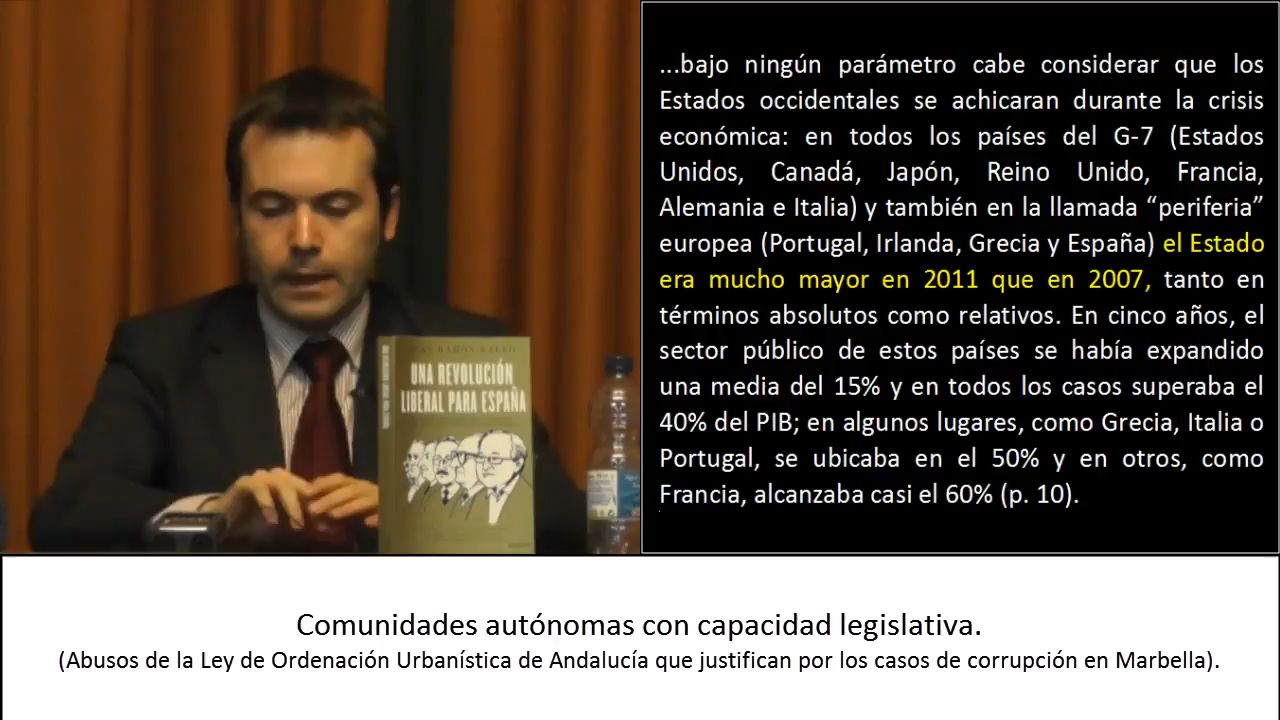 JUAN RAMÓN RALLO
UNA REVOLUCIÓN
LIBERAL PARA ESPAÑA
...bajo ningún parámetro cabe considerar que los
Estados occidentales se achicaran durante la crisis
económica: en todos los países del G-7 (Estados
Unidos, Canadá, Japón, Reino Unido, Francia,
Alemania e Italia) y también en la llamada “periferia”
europea (Portugal, Irlanda, Grecia y España) el Estado
era mucho mayor en 2011 que en 2007, tanto en
términos absolutos como relativos. En cinco años, el
sector público de estos países se había expandido
una media del 15% y en todos los casos superaba el
40% del PIB; en algunos lugares, como Grecia, Italia o
Portugal, se ubicaba en el 50% y en otros, como
Francia, alcanzaba casi el 60% (p. 10).
Comunidades autónomas con capacidad legislativa.
(Abusos de la Ley de Ordenación Urbanística de Andalucía que justifican por los casos de corrupción en Marbella).